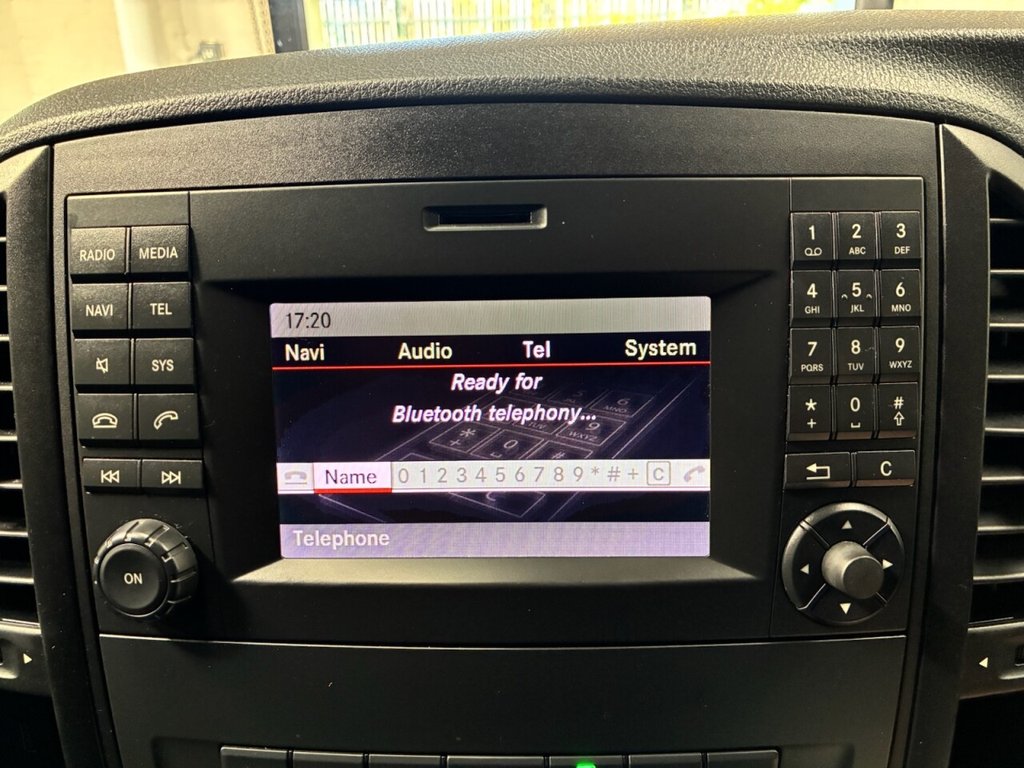 RADIO MEDIA
NAVI TEL
SYS
ON
17:20
Navi Audio Tel System
Ready for
Bluetooth telephony...
Name 0 1 2 3 4 5 6 7 8 9 * # + C
Telephone
1 2 3
ABC DEF
4 5 6
GHI JKL MNO
7 8 9
PQRS TUV WXYZ
* 0 #
+
C